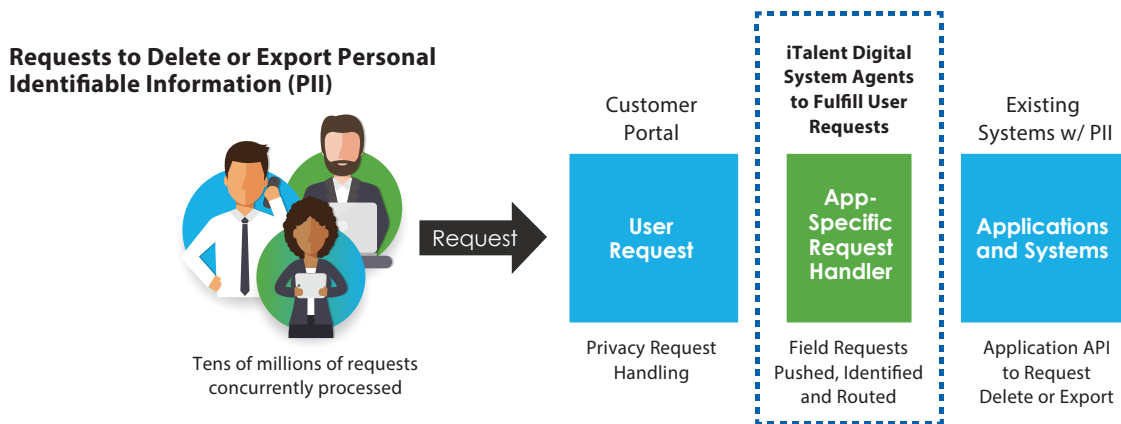 Requests to Delete or Export Personal
Identifiable Information (PII)
Tens of millions of requests
concurrently processed
Request
Customer
Portal
User
Request
Privacy Request
Handling
iTalent Digital
System Agents
to Fulfill User
Requests
App-
Specific
Request
Handler
Field Requests
Pushed, Identified
and Routed
Existing
Systems w/ PII
Applications
and Systems
Application API
to Request
Delete or Export